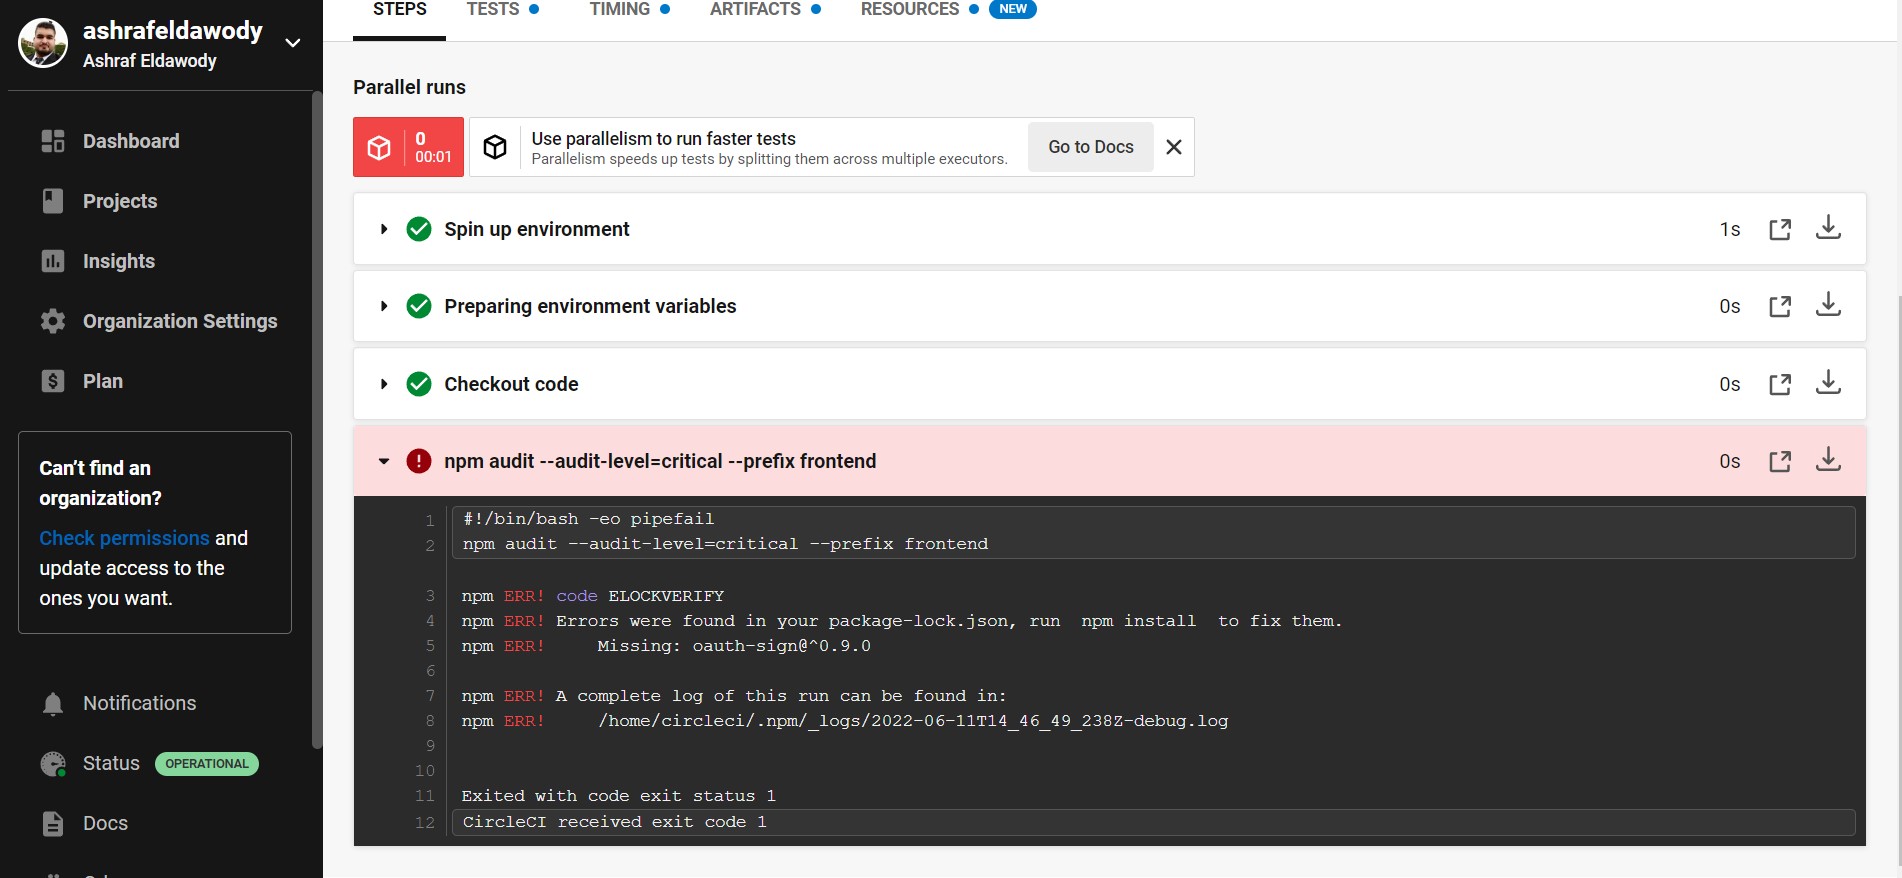 ashrafeldawody
Ashraf Eldawody
Dashboard
Projects
Insights
Organization Settings
Plan
Can't find an
organization?
Check permissions and
update access to the
ones you want.
Notifications
Status OPERATIONAL
Docs
STEPS TESTS TIMING ARTIFACTS RESOURCES NEW
Parallel runs
0
00:01
Use parallelism to run faster tests
Parallelism speeds up tests by splitting them across multiple executors.
Go to Docs
Spin up environment 1s
Preparing environment variables 0s
Checkout code 0s
npm audit --audit-level=critical --prefix frontend 0s
1 #!/bin/bash -eo pipefail
2 npm audit --audit-level=critical --prefix frontend
3 npm ERR! code ELOCKVERIFY
4 npm ERR! Errors were found in your package-lock.json, run  npm install  to fix them.
5 npm ERR!     Missing: oauth-sign@^0.9.0
6
7 npm ERR! A complete log of this run can be found in:
8 npm ERR!     /home/circleci/.npm/_logs/2022-06-11T14_46_49_238Z-debug.log
9
10
11 Exited with code exit status 1
12 CircleCI received exit code 1